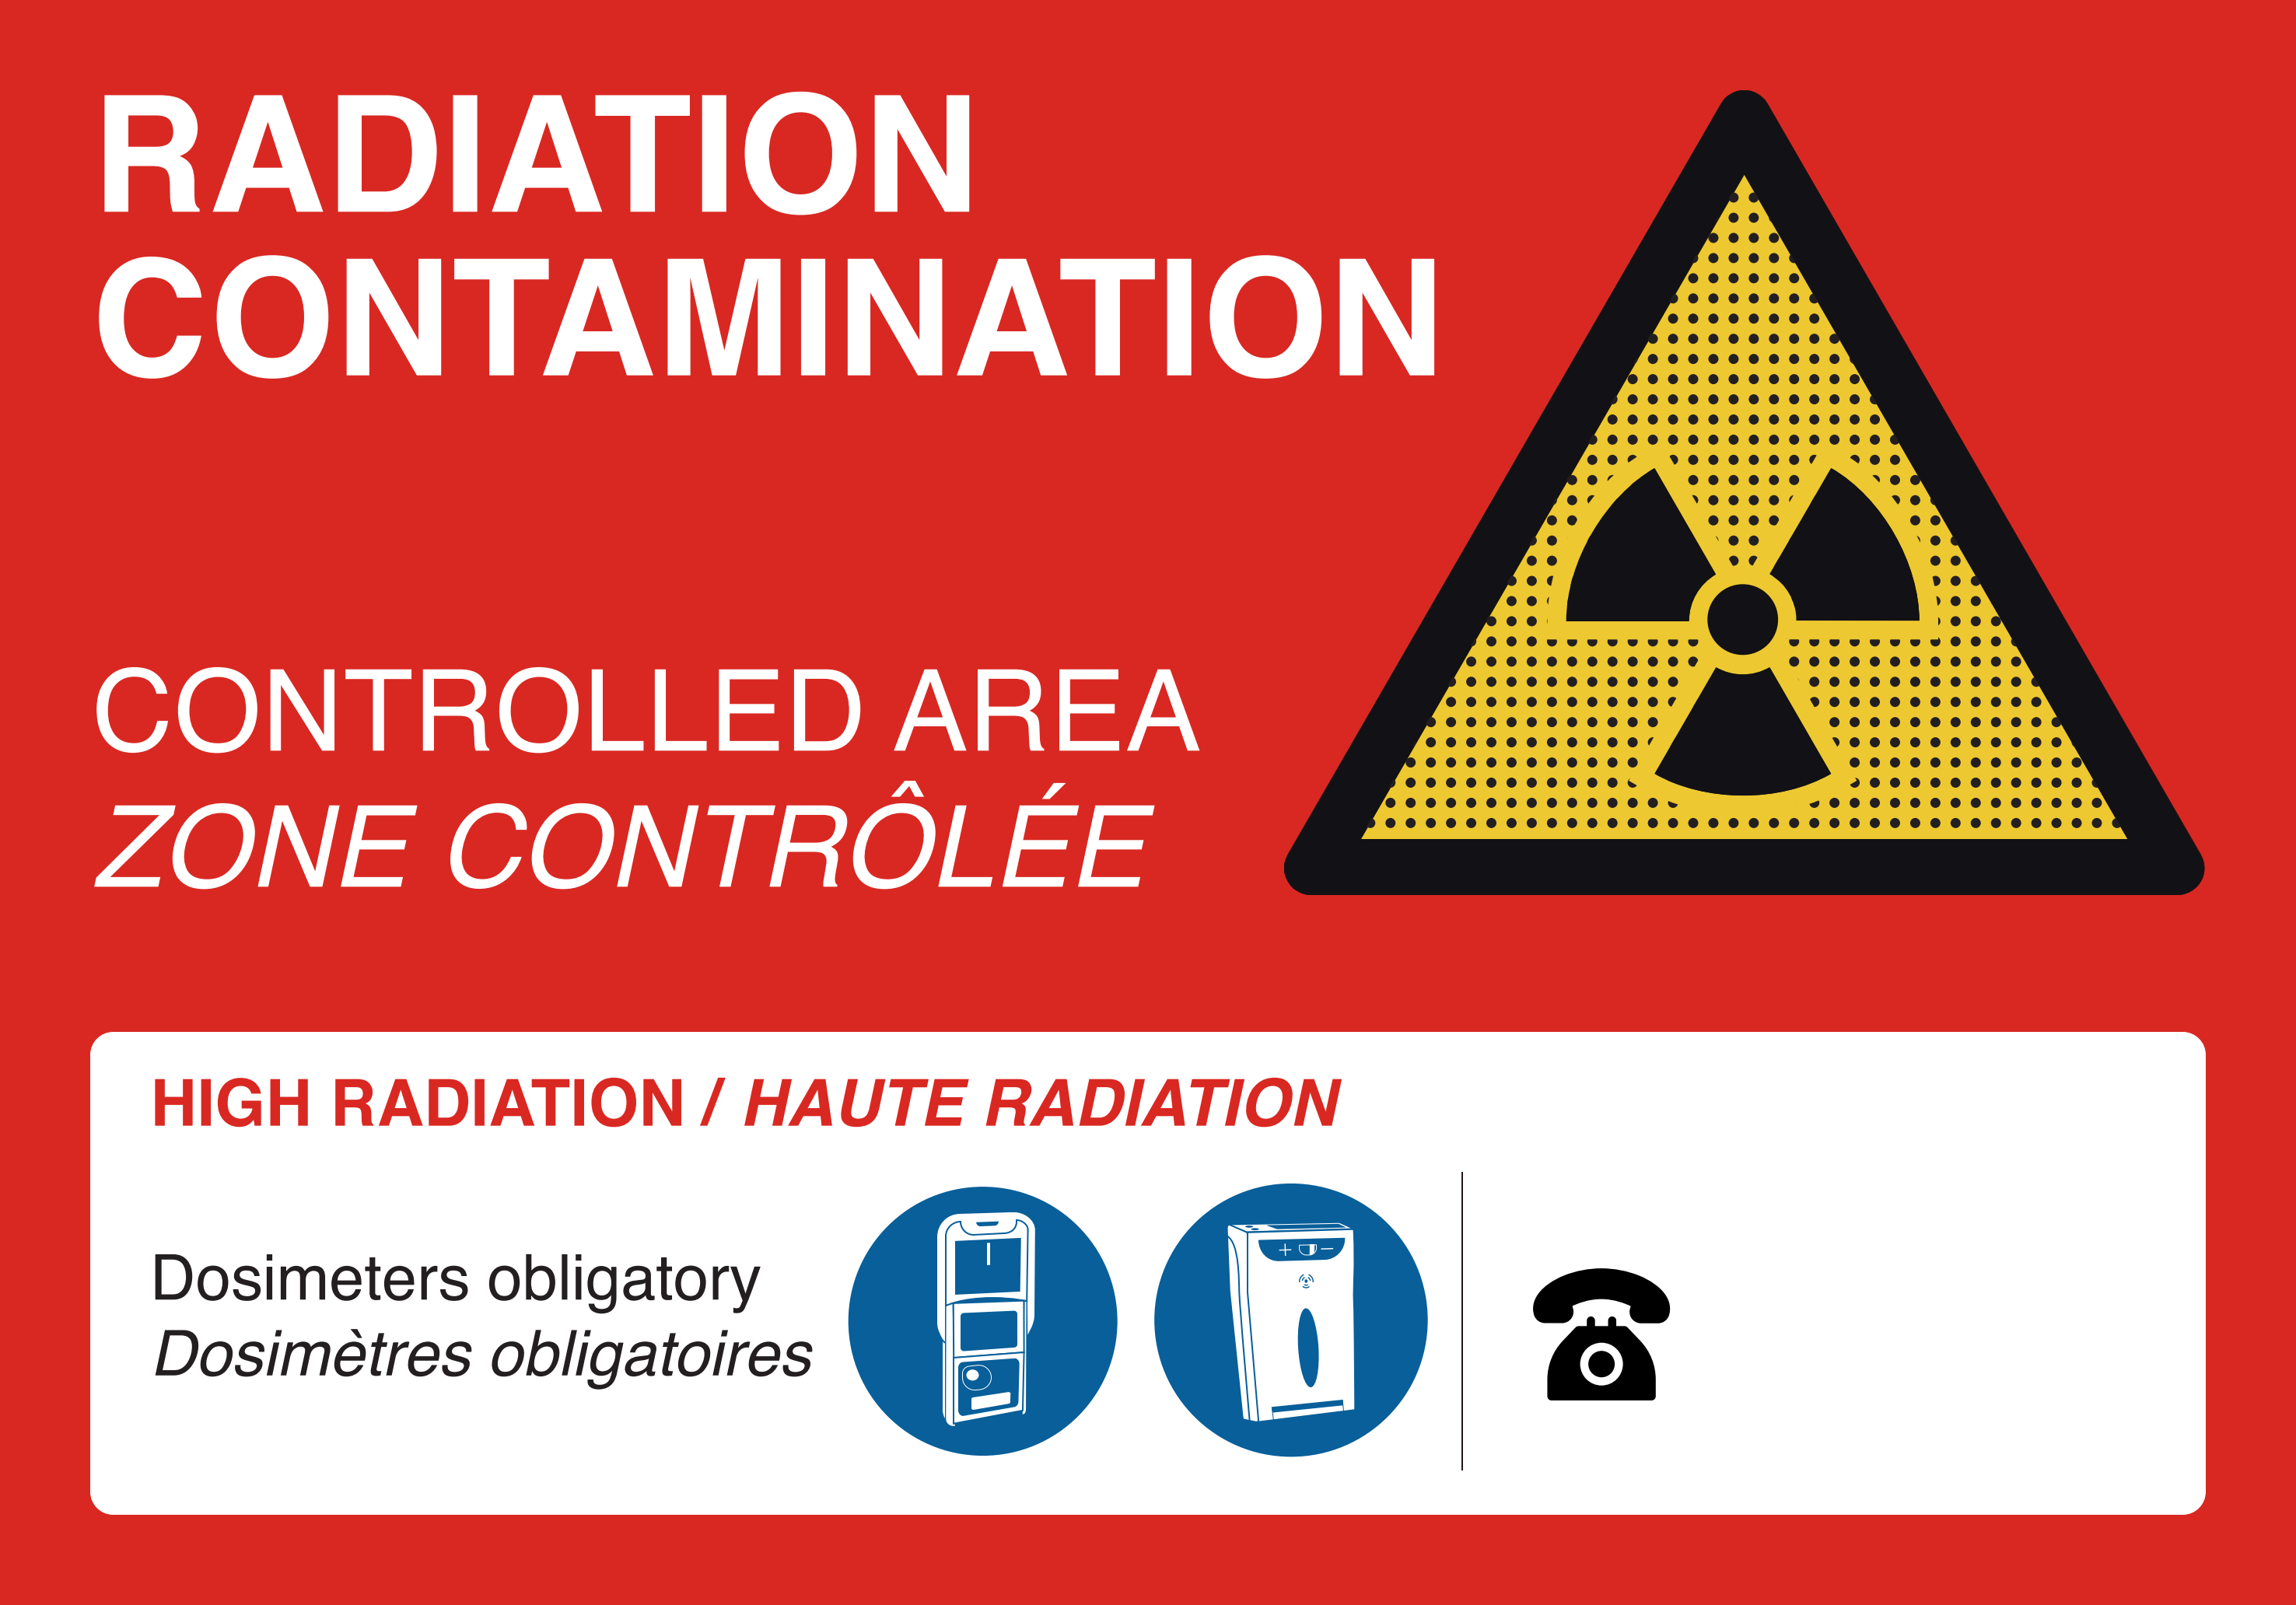 RADIATION
CONTAMINATION
CONTROLLED AREA
ZONE CONTRÔLÉE
HIGH RADIATION / HAUTE RADIATION
Dosimeters obligatory
Dosimètres obligatoires